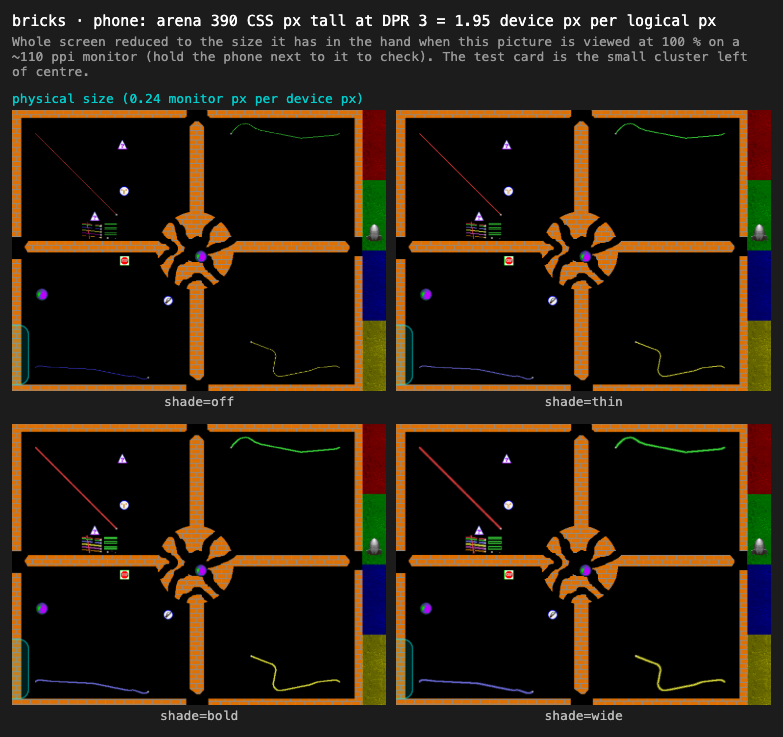 bricks · phone: arena 390 CSS px tall at DPR 3 = 1.95 device px per logical px
Whole screen reduced to the size it has in the hand when this picture is viewed at 100 % on a
~110 ppi monitor (hold the phone next to it to check). The test card is the small cluster left
of centre.
physical size (0.24 monitor px per device px)
shade=off
shade=thin
shade=bold
shade=wide